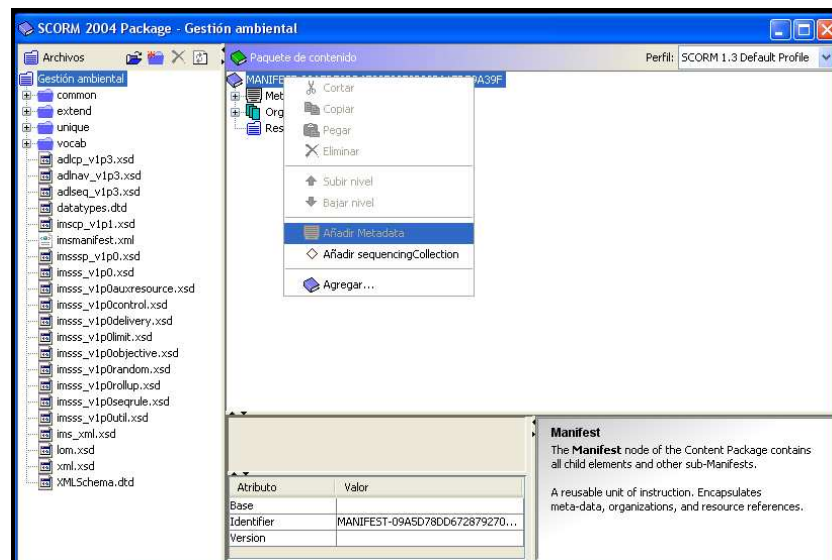 SCORM 2004 Package - Gestión ambiental
Archivos
Paquete de contenido
Perfil: SCORM 1.3 Default Profile
Gestión ambiental
common
extend
unique
vocab
adlcp_v1p3.xsd
adlnav_v1p3.xsd
adlseq_v1p3.xsd
datatypes.dtd
imscp_v1p1.xsd
imsmanifest.xml
imsssp_v1p0.xsd
imsss_v1p0.xsd
imsss_v1p0auxresource.xsd
imsss_v1p0control.xsd
imsss_v1p0delivery.xsd
imsss_v1p0limit.xsd
imsss_v1p0objective.xsd
imsss_v1p0random.xsd
imsss_v1p0rollup.xsd
imsss_v1p0seqrule.xsd
imsss_v1p0util.xsd
ims_xml.xsd
lom.xsd
xml.xsd
XMLSchema.dtd
Met
Org
Res
Cortar
Copiar
Pegar
Eliminar
Subir nivel
Bajar nivel
Añadir Metadata
Añadir sequencingCollection
Agregar...
Atributo Valor
Base
Identifier MANIFEST-09A5D78DD672879270...
Version
Manifest
The Manifest node of the Content Package contains
all child elements and other sub-Manifests.
A reusable unit of instruction. Encapsulates
meta-data, organizations, and resource references.